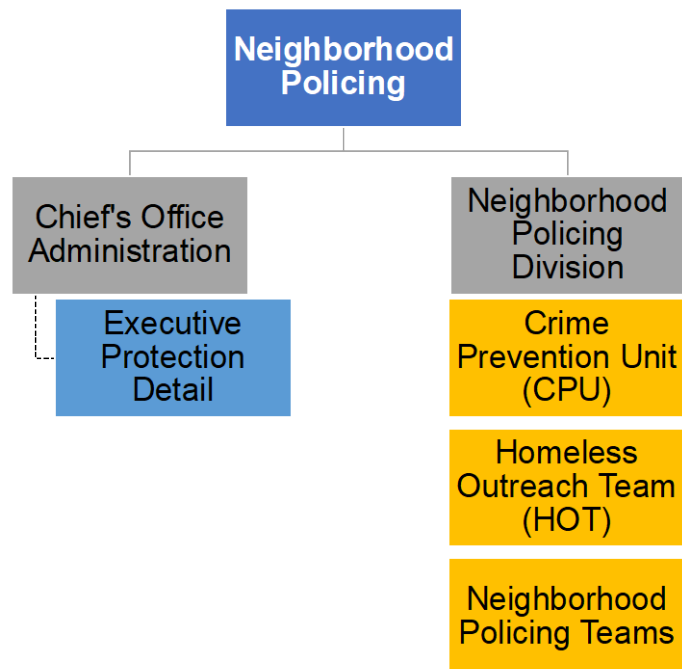 Neighborhood
Policing
Chief's Office
Administration
Executive
Protection
Detail
Neighborhood
Policing
Division
Crime
Prevention Unit
(CPU)
Homeless
Outreach Team
(HOT)
Neighborhood
Policing Teams